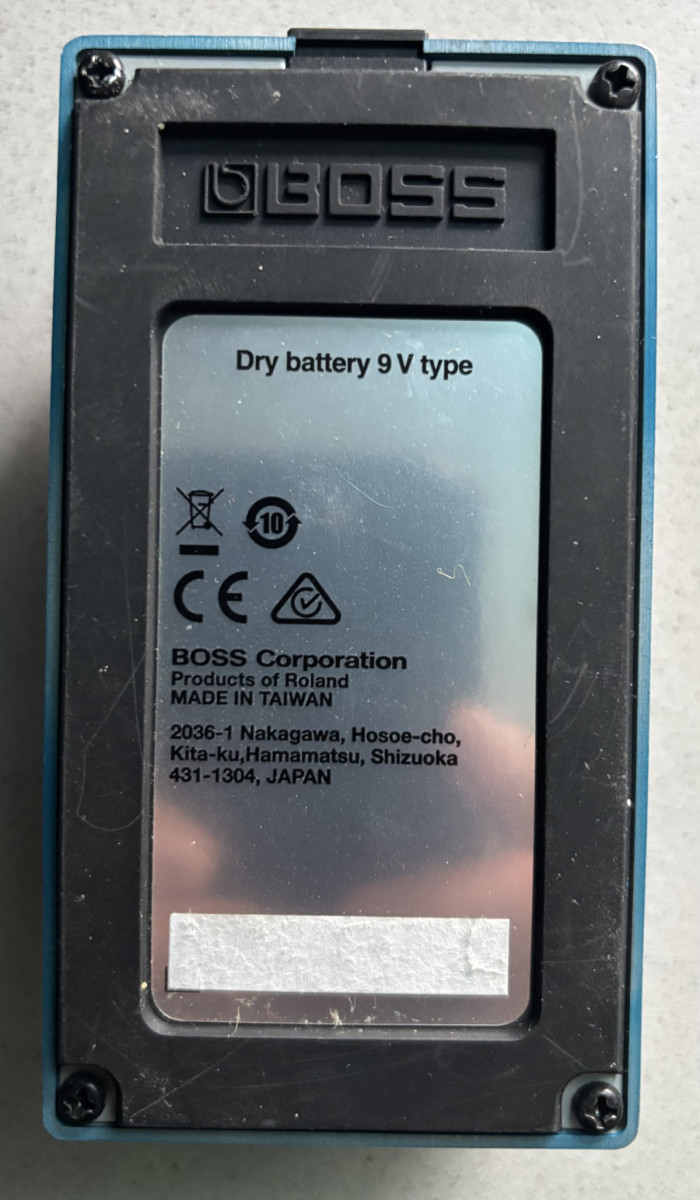 BOSS
Dry battery 9 V type
10
CE
BOSS Corporation
Products of Roland
MADE IN TAIWAN
2036-1 Nakagawa, Hosoe-cho,
Kita-ku,Hamamatsu, Shizuoka
431-1304, JAPAN